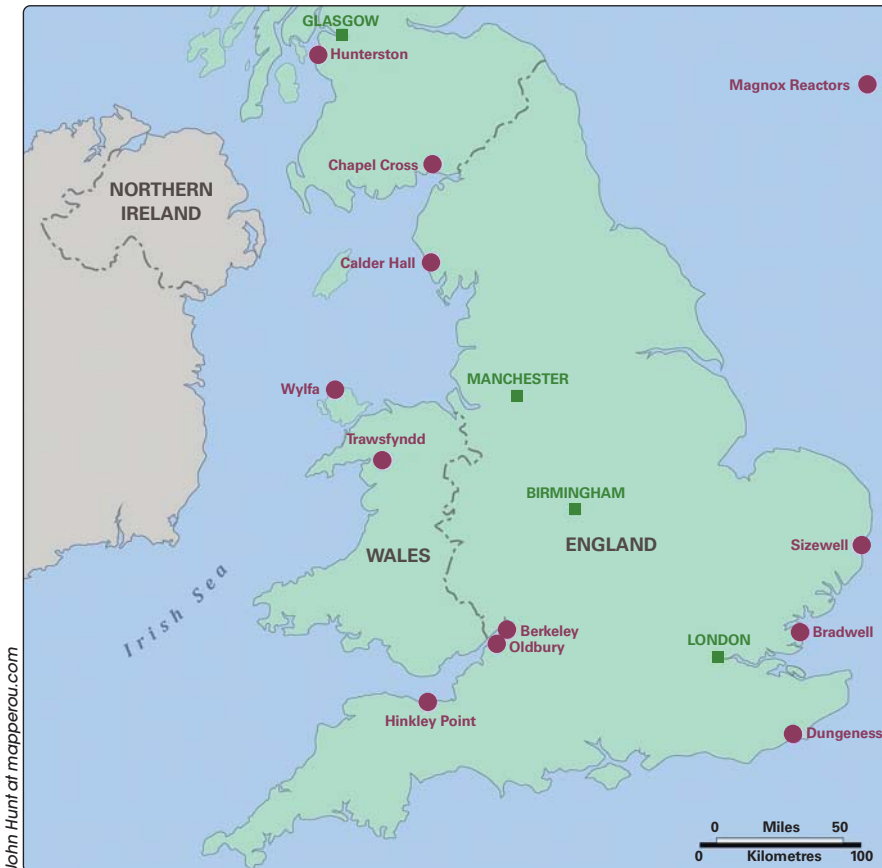 GLASGOW
Hunterston
Magnox Reactors
Chapel Cross
NORTHERN
IRELAND
Calder Hall
MANCHESTER
Wylfa
Trawsfyndd
BIRMINGHAM
WALES
ENGLAND
Sizewell
Irish Sea
Berkeley
Oldbury
LONDON
Bradwell
Hinkley Point
Dungeness
0 Miles 50
0 Kilometres 100
John Hunt at mapperou.com